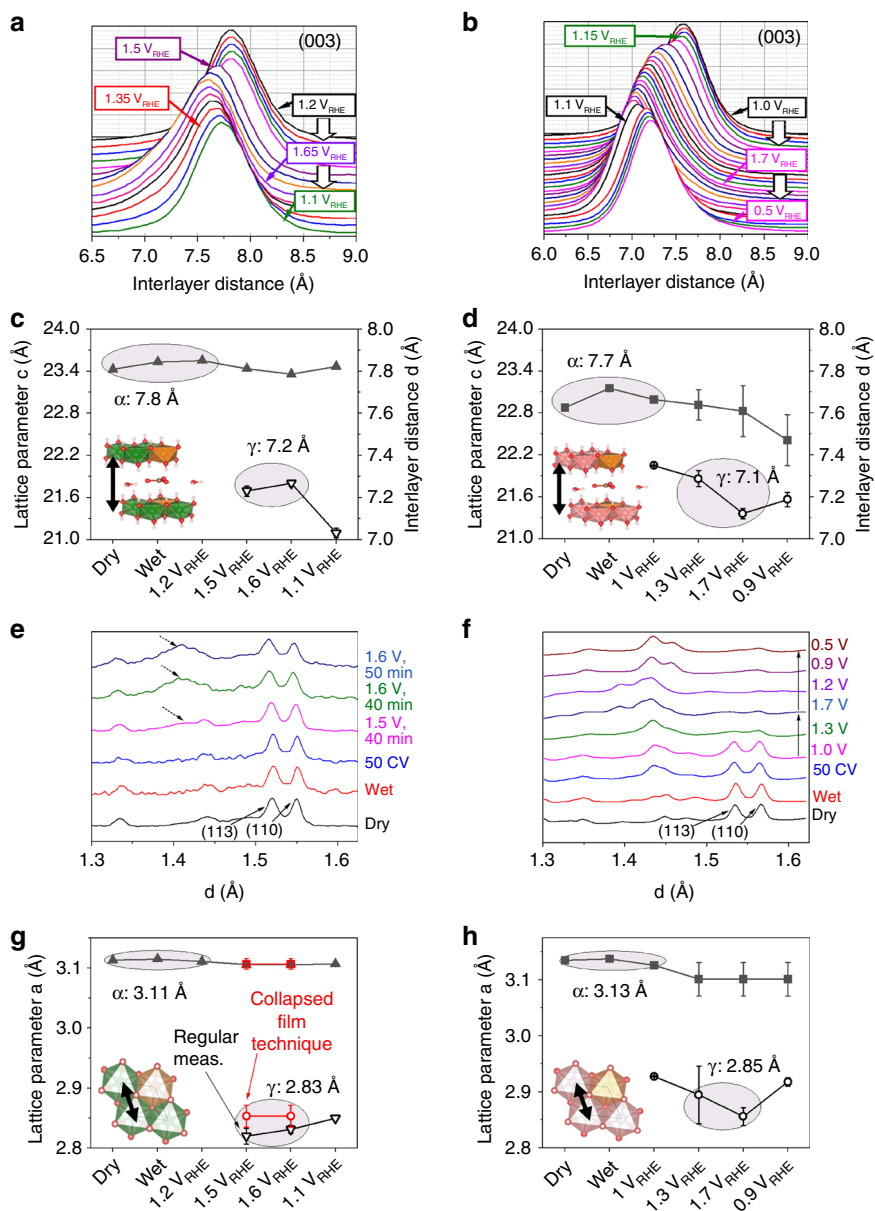 a
(003)
1.5 VRHE
1.35 VRHE
1.2 VRHE
1.65 VRHE
1.1 VRHE
6.5 7.0 7.5 8.0 8.5 9.0
Interlayer distance (Å)
b
(003)
1.15 VRHE
1.1 VRHE
1.0 VRHE
1.7 VRHE
0.5 VRHE
6.0 6.5 7.0 7.5 8.0 8.5 9.0
Interlayer distance (Å)
c
Lattice parameter c (Å)
24.0
23.4
22.8
22.2
21.6
21.0
α: 7.8 Å
γ: 7.2 Å
8.0
7.8
7.6
7.4
7.2
7.0
Interlayer distance d (Å)
Dry
Wet
1.2 VRHE
1.5 VRHE
1.6 VRHE
1.1 VRHE
d
Lattice parameter c (Å)
24.0
23.4
22.8
22.2
21.6
21.0
α: 7.7 Å
γ: 7.1 Å
8.0
7.8
7.6
7.4
7.2
7.0
Interlayer distance d (Å)
Dry
Wet
1 VRHE
1.3 VRHE
1.7 VRHE
0.9 VRHE
e
1.6 V,
50 min
1.6 V,
40 min
1.5 V,
40 min
50 CV
Wet
Dry
(113)
(110)
1.3 1.4 1.5 1.6
d (Å)
f
0.5 V
0.9 V
1.2 V
1.7 V
1.3 V
1.0 V
50 CV
Wet
Dry
(113)
(110)
1.3 1.4 1.5 1.6
d (Å)
g
Lattice parameter a (Å)
3.1
3.0
2.9
2.8
α: 3.11 Å
Collapsed
film
technique
Regular
meas.
γ: 2.83 Å
Dry
Wet
1.2 VRHE
1.5 VRHE
1.6 VRHE
1.1 VRHE
h
Lattice parameter a (Å)
3.1
3.0
2.9
2.8
α: 3.13 Å
γ: 2.85 Å
Dry
Wet
1 VRHE
1.3 VRHE
1.7 VRHE
0.9 VRHE